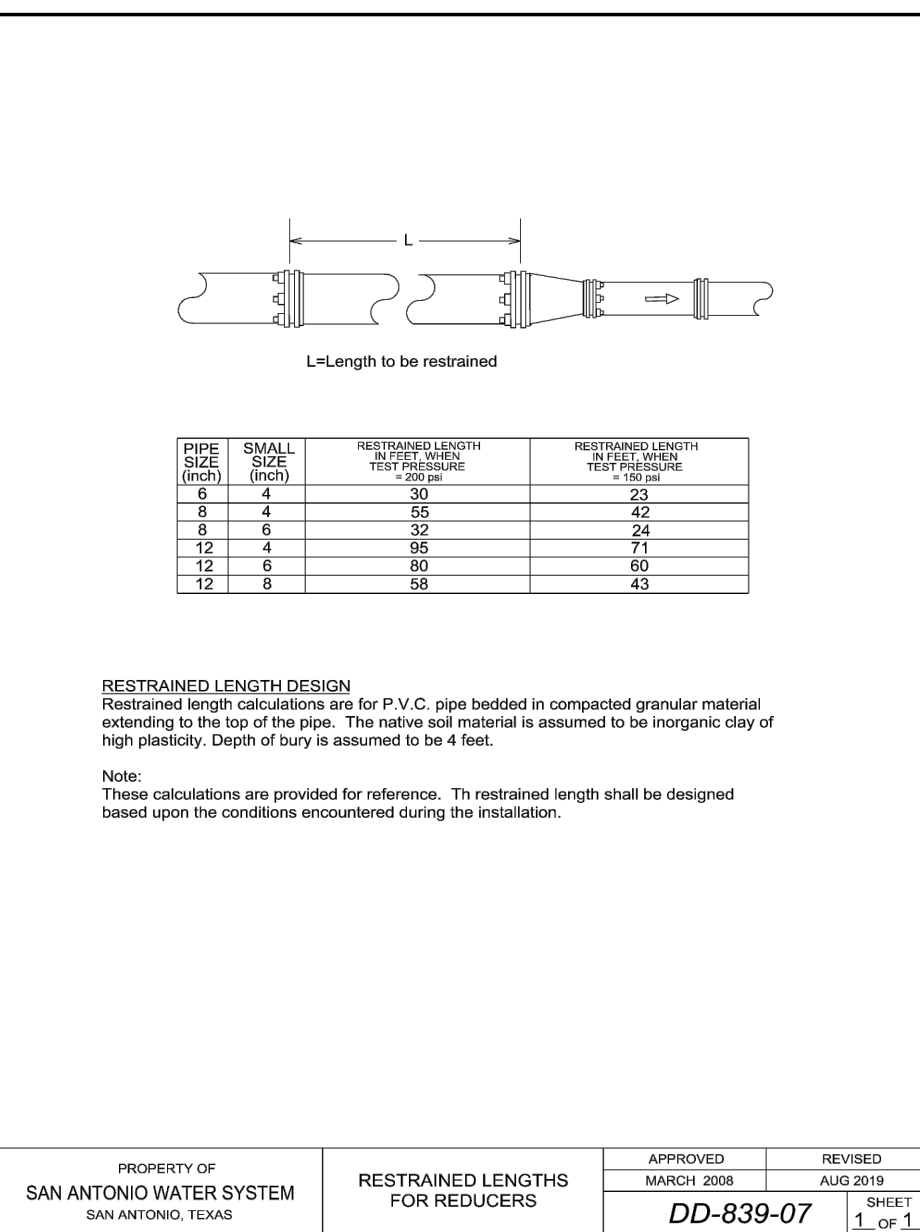 L
L=Length to be restrained
PIPE SIZE (inch) SMALL SIZE (inch) RESTRAINED LENGTH IN FEET, WHEN TEST PRESSURE = 200 psi RESTRAINED LENGTH IN FEET, WHEN TEST PRESSURE = 150 psi
6 4 30 23
8 4 55 42
8 6 32 24
12 4 95 71
12 6 80 60
12 8 58 43
RESTRAINED LENGTH DESIGN
Restrained length calculations are for P.V.C. pipe bedded in compacted granular material
extending to the top of the pipe. The native soil material is assumed to be inorganic clay of
high plasticity. Depth of bury is assumed to be 4 feet.
Note:
These calculations are provided for reference. Th restrained length shall be designed
based upon the conditions encountered during the installation.
PROPERTY OF
SAN ANTONIO WATER SYSTEM
SAN ANTONIO, TEXAS
RESTRAINED LENGTHS
FOR REDUCERS
APPROVED REVISED
MARCH 2008 AUG 2019
DD-839-07
SHEET
1 OF 1